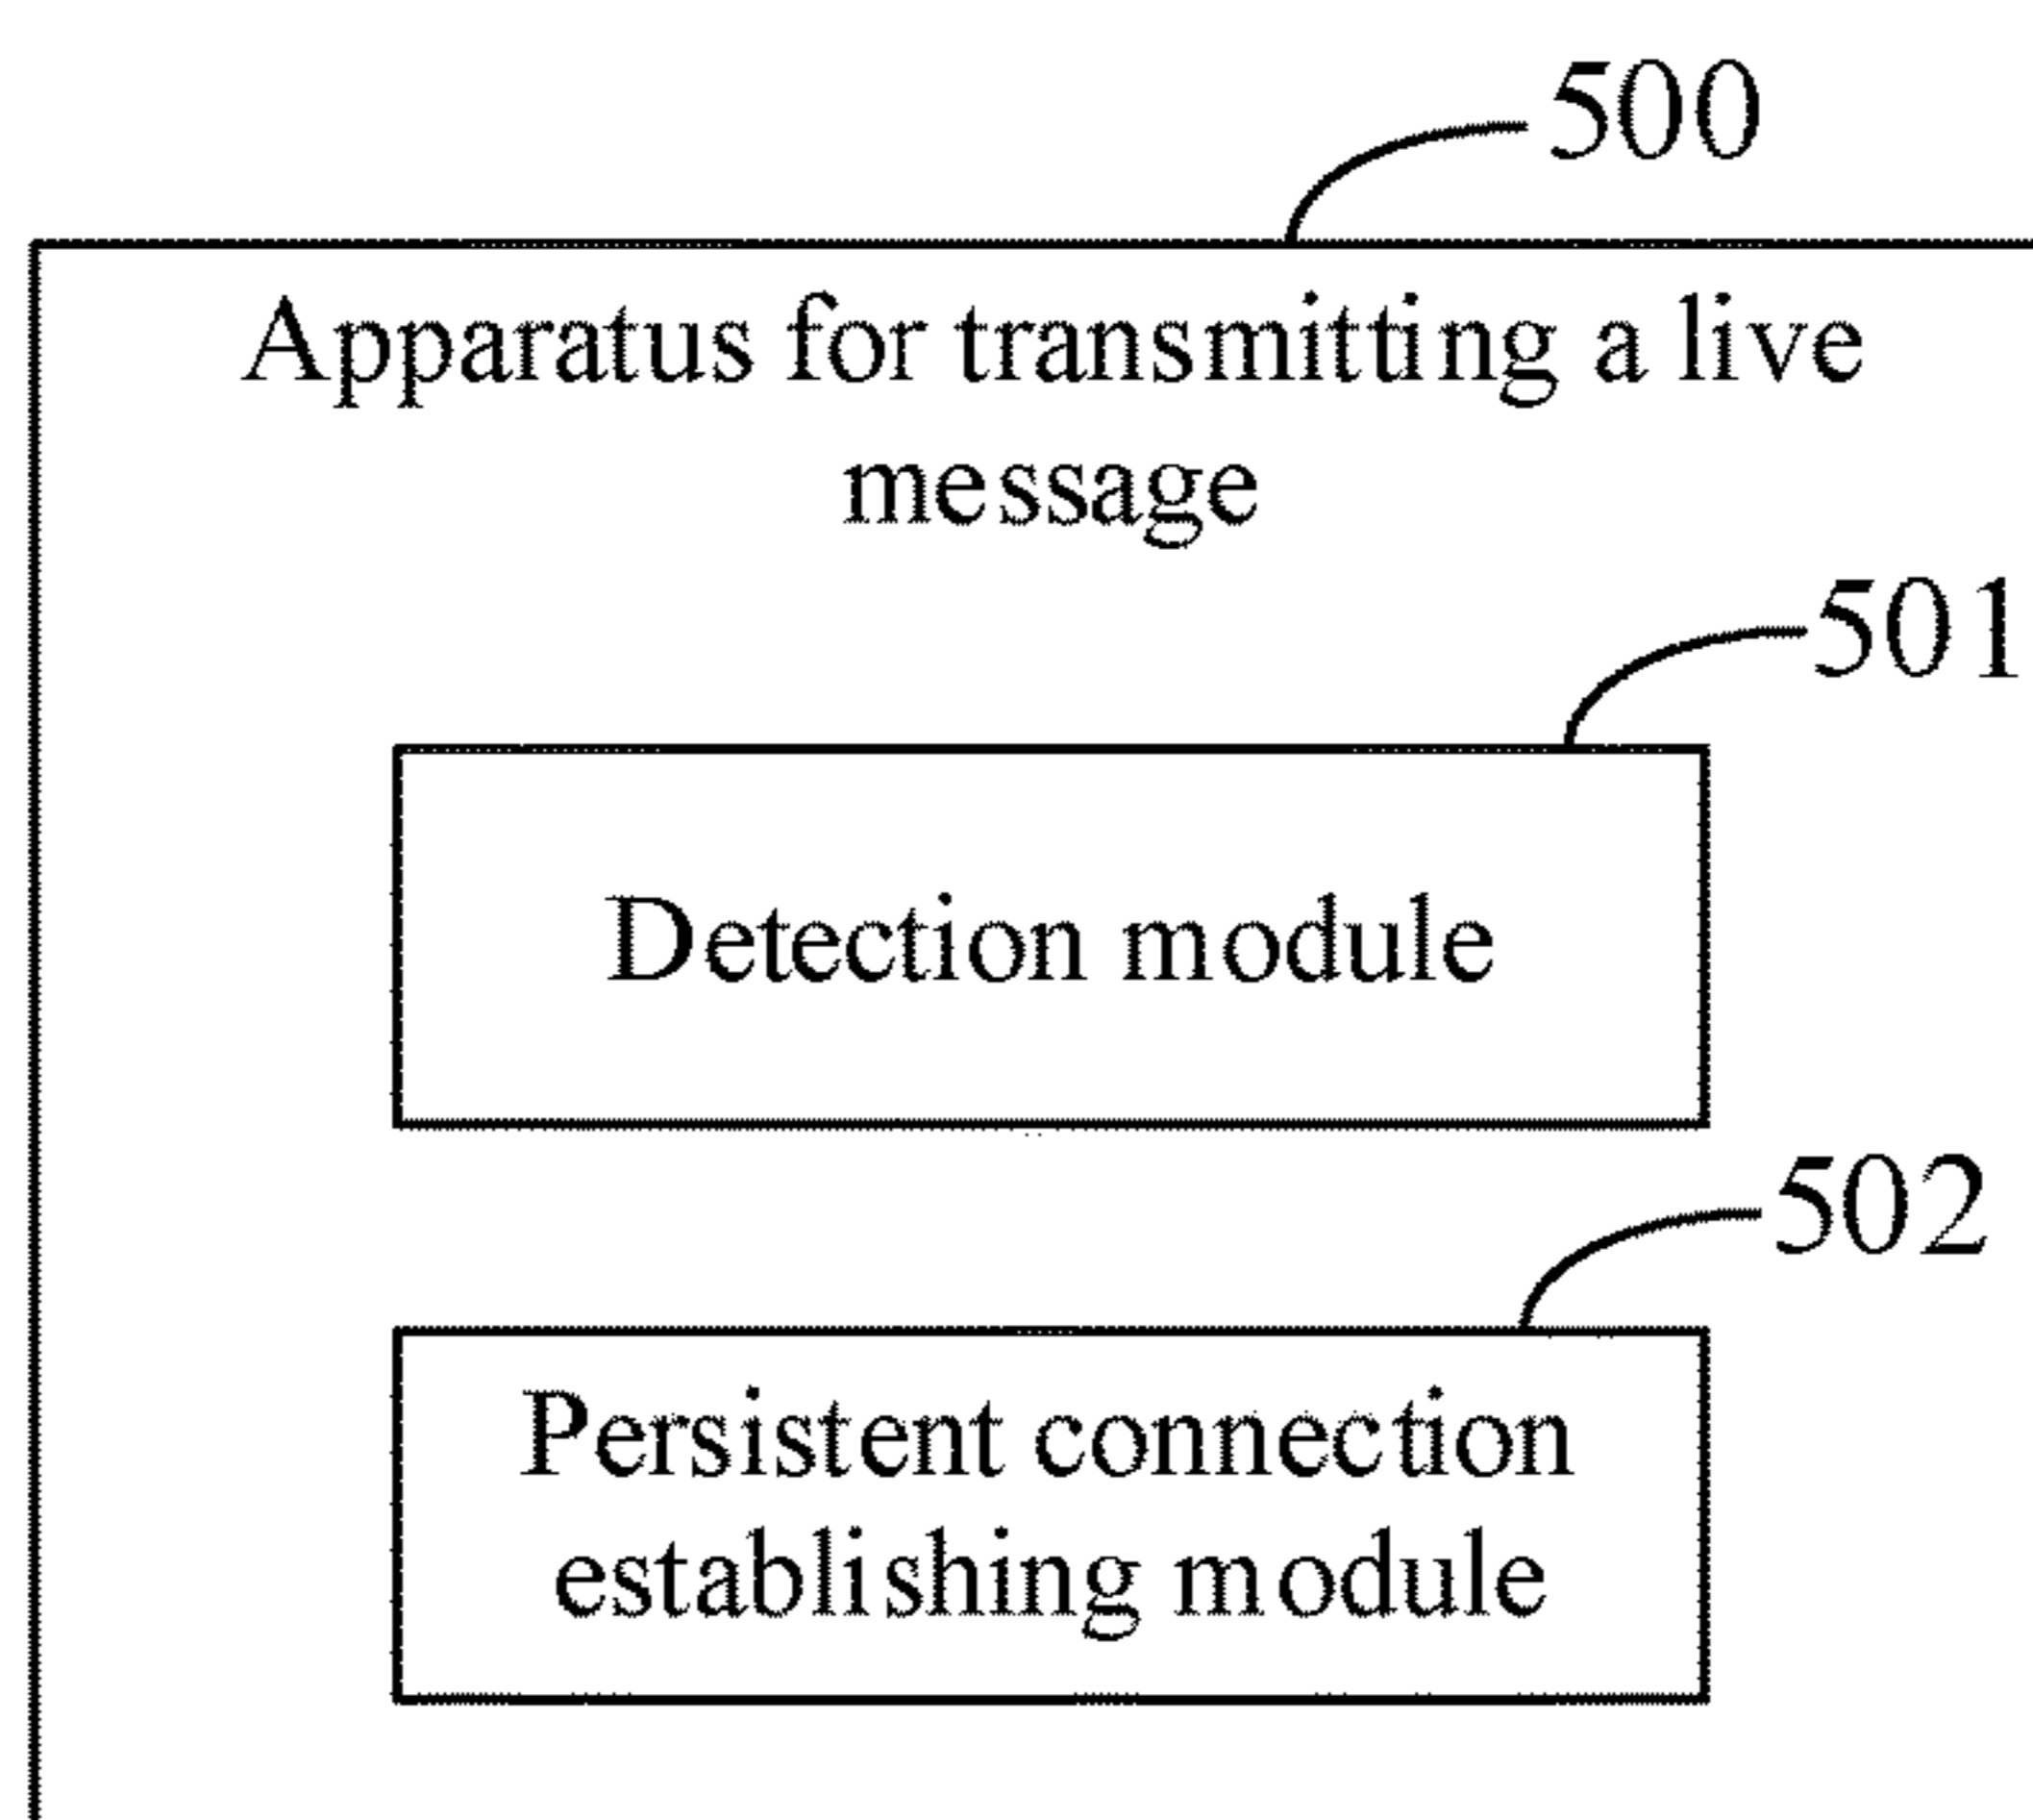 500
Apparatus for transmitting a live
message
501
Detection module
502
Persistent connection
establishing module